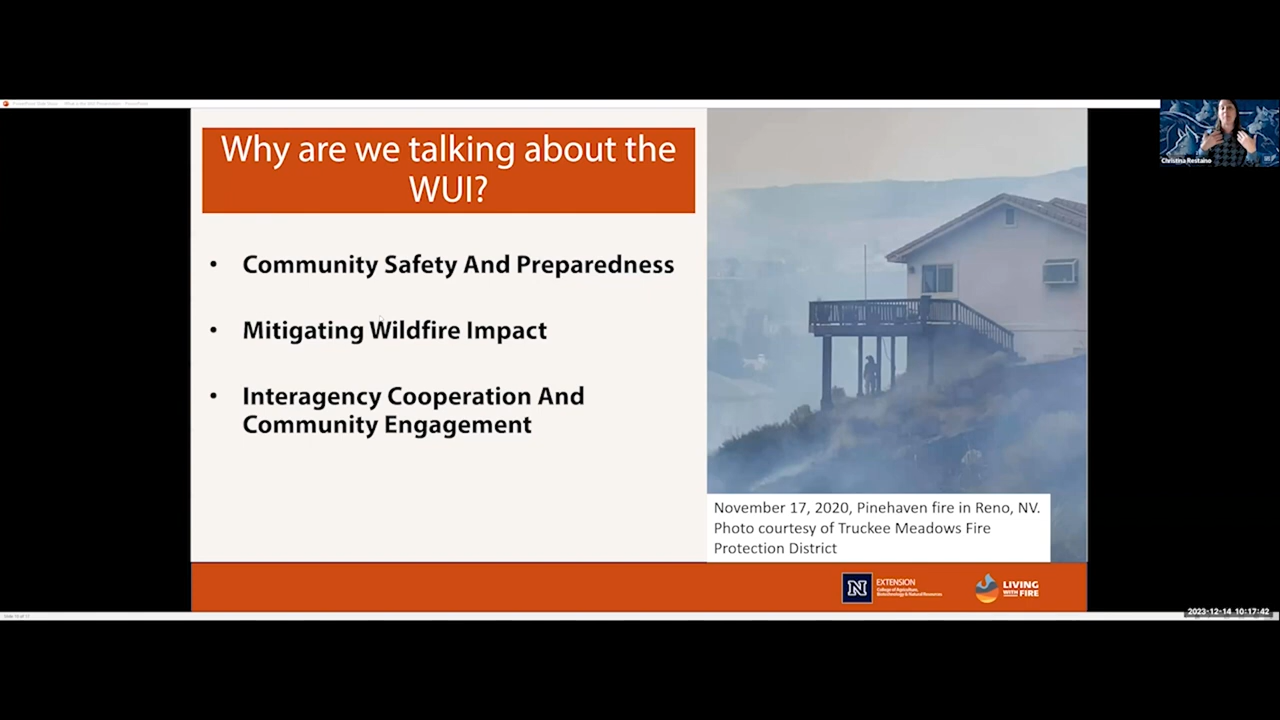 Why are we talking about the
WUI?
• Community Safety And Preparedness
• Mitigating Wildfire Impact
• Interagency Cooperation And
Community Engagement
November 17, 2020, Pinehaven fire in Reno, NV.
Photo courtesy of Truckee Meadows Fire
Protection District
N
EXTENSION
College of Agriculture,
Biotechnology & Natural Resources
LIVING
WITH FIRE
Christina Restaino
2023-12-14 10:17:42